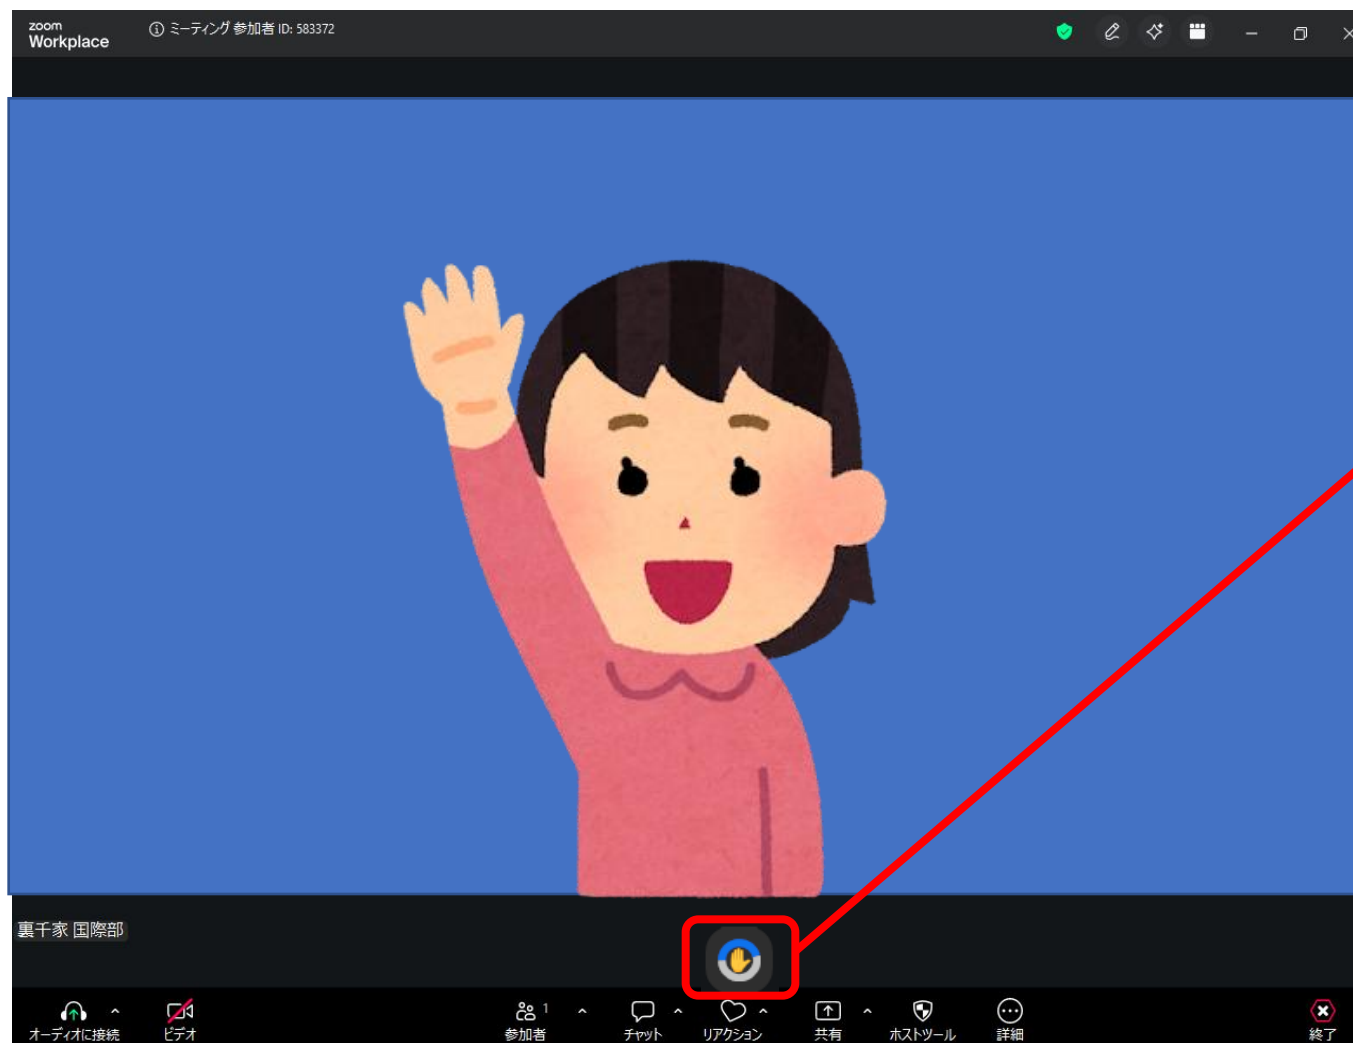 zoom
Workplace
ミーティング 参加者 ID: 583372
裏千家 国際部
オーディオに接続
ビデオ
1
参加者
チャット
リアクション
共有
ホストツール
詳細
終了